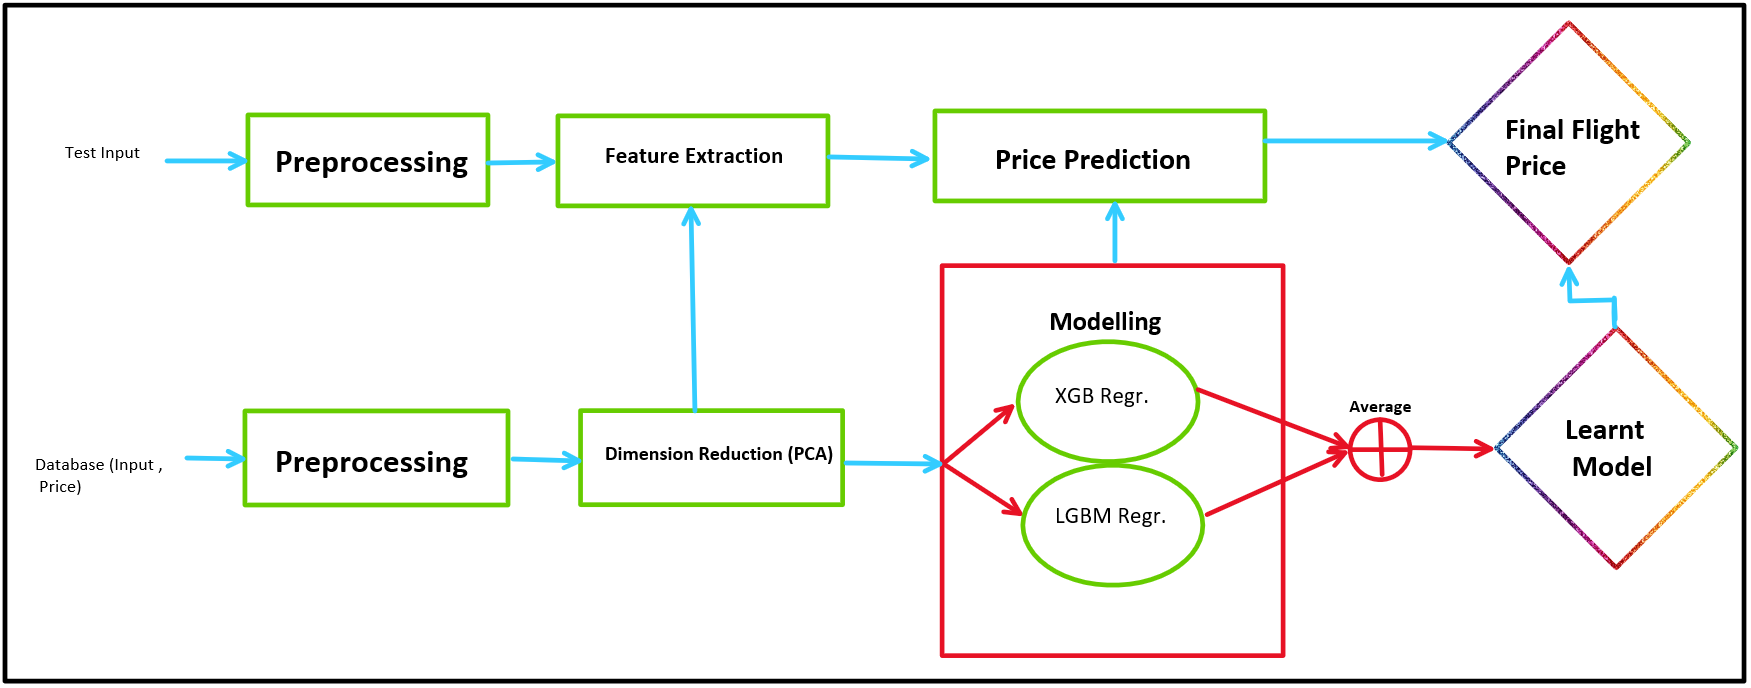 Test Input
Preprocessing
Feature Extraction
Price Prediction
Final Flight
Price
Database (Input ,
Price)
Preprocessing
Dimension Reduction (PCA)
Modelling
XGB Regr.
LGBM Regr.
Average
Learnt
Model